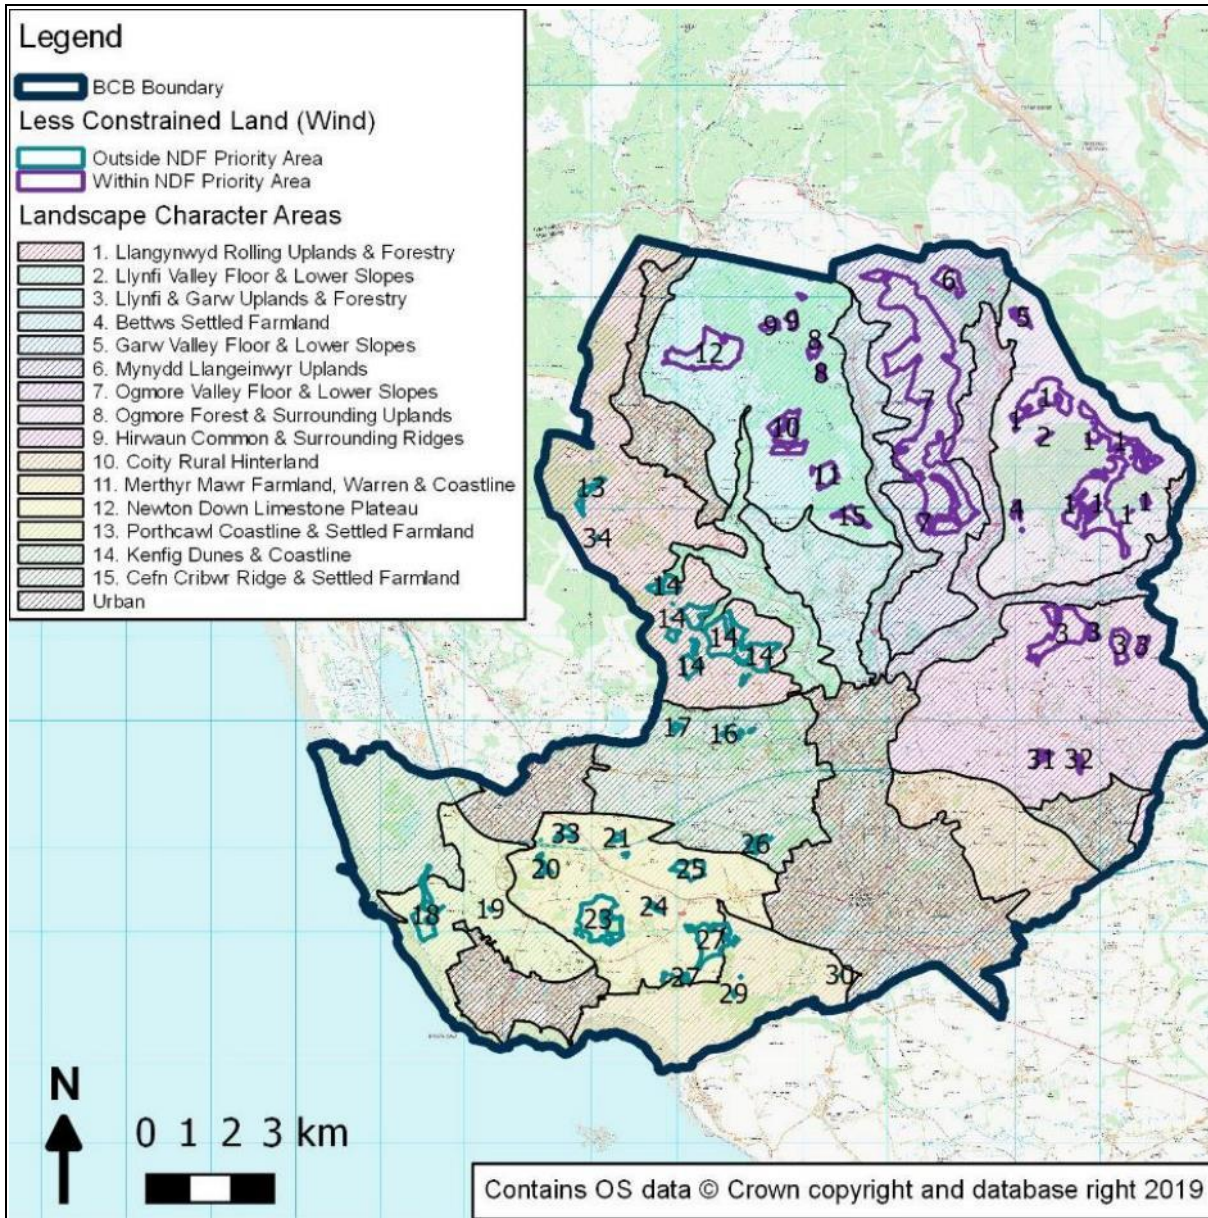 Legend
BCB Boundary
Less Constrained Land (Wind)
Outside NDF Priority Area
Within NDF Priority Area
Landscape Character Areas
1. Llangynwyd Rolling Uplands & Forestry
2. Llynfi Valley Floor & Lower Slopes
3. Llynfi & Garw Uplands & Forestry
4. Bettws Settled Farmland
5. Garw Valley Floor & Lower Slopes
6. Mynydd Llangeinwyr Uplands
7. Ogmore Valley Floor & Lower Slopes
8. Ogmore Forest & Surrounding Uplands
9. Hirwaun Common & Surrounding Ridges
10. Coity Rural Hinterland
11. Merthyr Mawr Farmland, Warren & Coastline
12. Newton Down Limestone Plateau
13. Porthcawl Coastline & Settled Farmland
14. Kenfig Dunes & Coastline
15. Cefn Cribwr Ridge & Settled Farmland
Urban
6
9 9 5
12 8
8
7 1
10 1 2 1 1
11
13 15 7 4 1 1 1 1
34
14
14 14 14 3 3 3 3
14
17 16
31 32
33 21 26
20 25
18 19 23 24 27
27 29 30
N
0 1 2 3 km
Contains OS data © Crown copyright and database right 2019